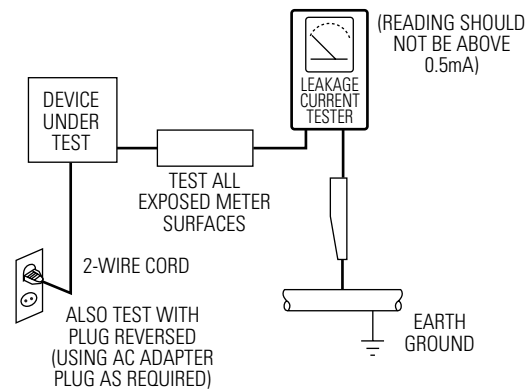 (READING SHOULD
NOT BE ABOVE
0.5mA)
LEAKAGE
CURRENT
TESTER
DEVICE
UNDER
TEST
TEST ALL
EXPOSED METER
SURFACES
2-WIRE CORD
ALSO TEST WITH
PLUG REVERSED
(USING AC ADAPTER
PLUG AS REQUIRED)
EARTH
GROUND